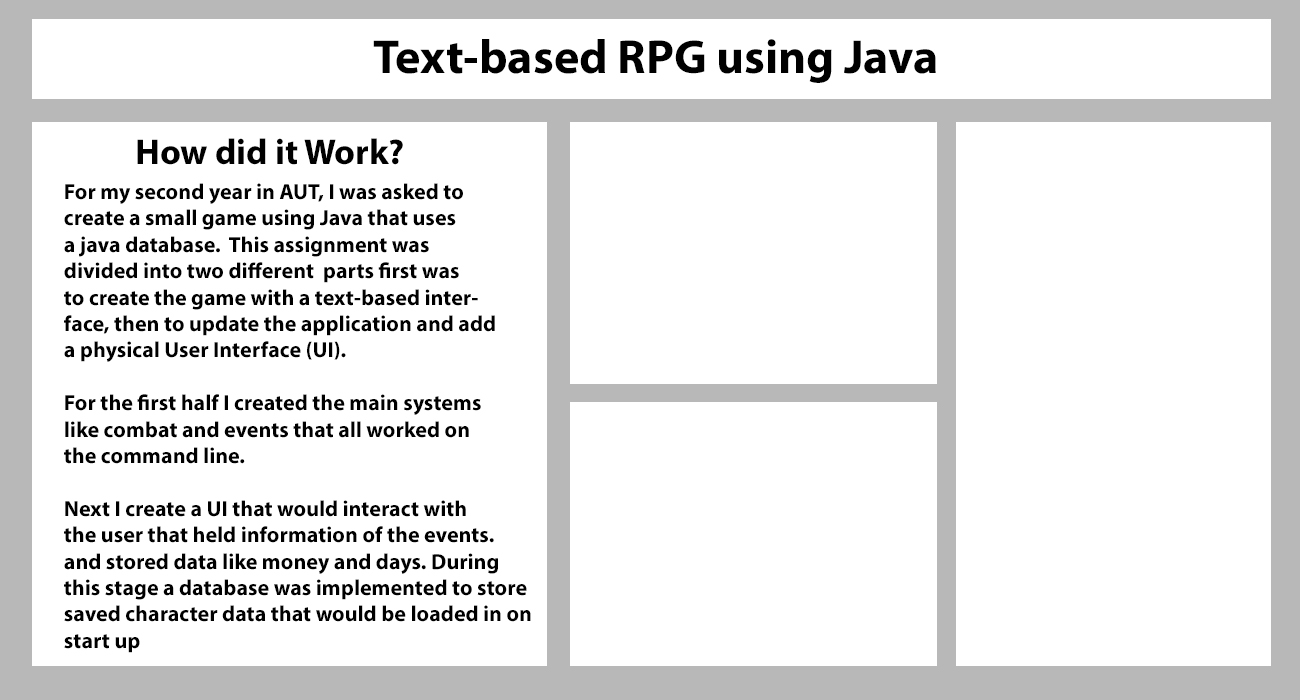 Text-based RPG using Java
How did it Work?
For my second year in AUT, I was asked to
create a small game using Java that uses
a java database.  This assignment was
divided into two different  parts first was
to create the game with a text-based inter-
face, then to update the application and add
a physical User Interface (UI).
For the first half I created the main systems
like combat and events that all worked on
the command line.
Next I create a UI that would interact with
the user that held information of the events.
and stored data like money and days. During
this stage a database was implemented to store
saved character data that would be loaded in on
start up